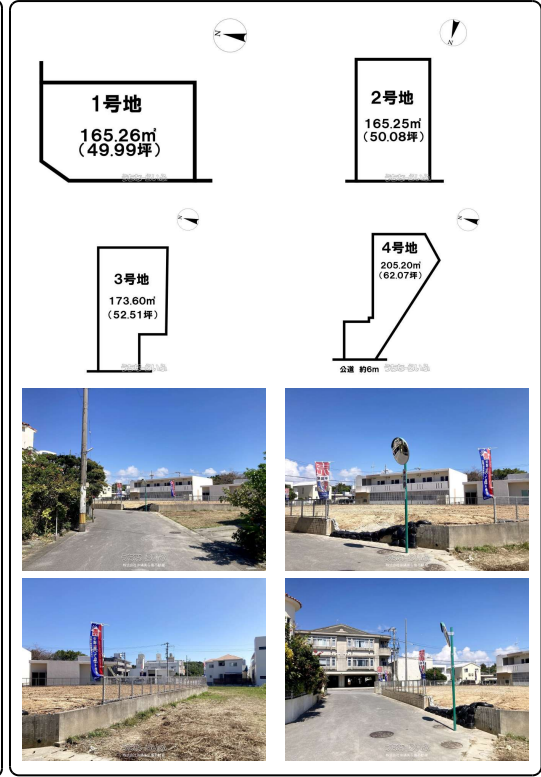 N
N
1号地
165.26㎡
(49.99坪)
2号地
165.25㎡
(50.08坪)
N
N
3号地
173.60㎡
(52.51坪)
4号地
205.20㎡
(62.07坪)
公道 約6m